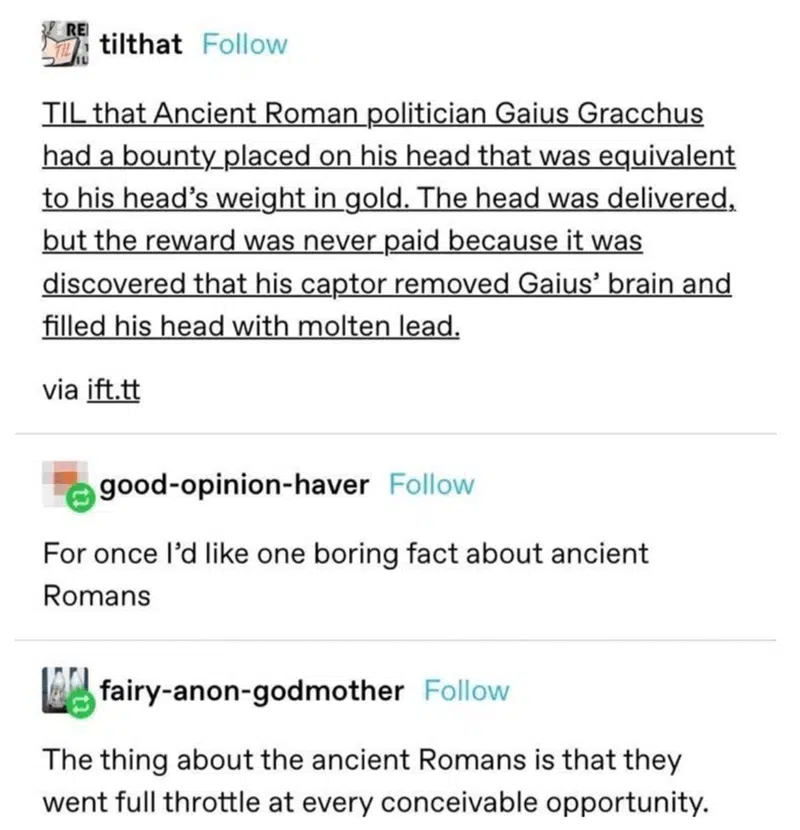 tilthat Follow
TIL that Ancient Roman politician Gaius Gracchus
had a bounty placed on his head that was equivalent
to his head’s weight in gold. The head was delivered,
but the reward was never paid because it was
discovered that his captor removed Gaius’ brain and
filled his head with molten lead.
via ift.tt
good-opinion-haver Follow
For once I’d like one boring fact about ancient
Romans
fairy-anon-godmother Follow
The thing about the ancient Romans is that they
went full throttle at every conceivable opportunity.